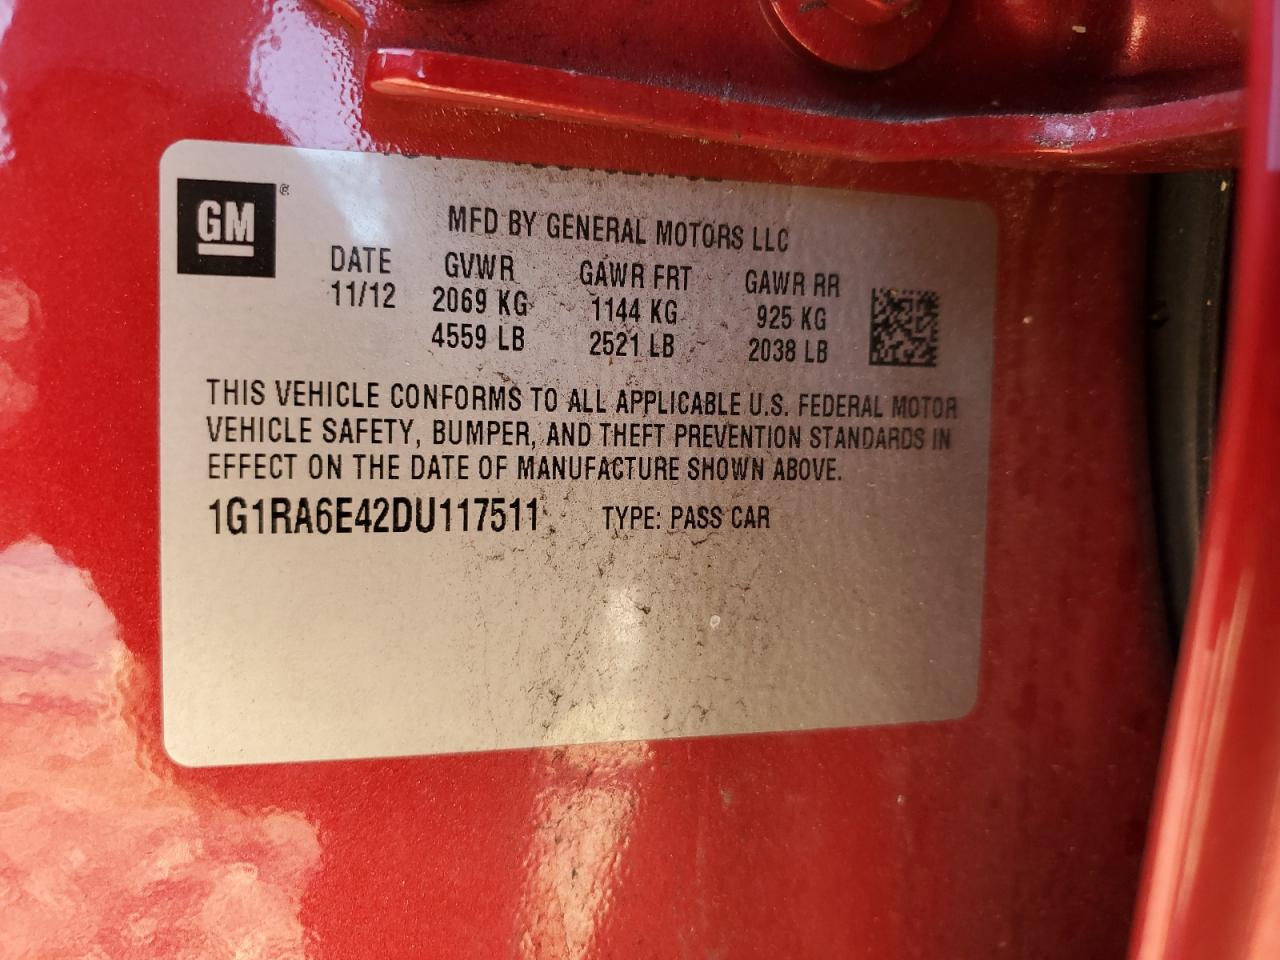 GM ®
MFD BY GENERAL MOTORS LLC
DATE GVWR GAWR FRT GAWR RR
11/12 2069 KG 1144 KG 925 KG
4559 LB 2521 LB 2038 LB
THIS VEHICLE CONFORMS TO ALL APPLICABLE U.S. FEDERAL MOTOR
VEHICLE SAFETY, BUMPER, AND THEFT PREVENTION STANDARDS IN
EFFECT ON THE DATE OF MANUFACTURE SHOWN ABOVE.
1G1RA6E42DU117511 TYPE: PASS CAR